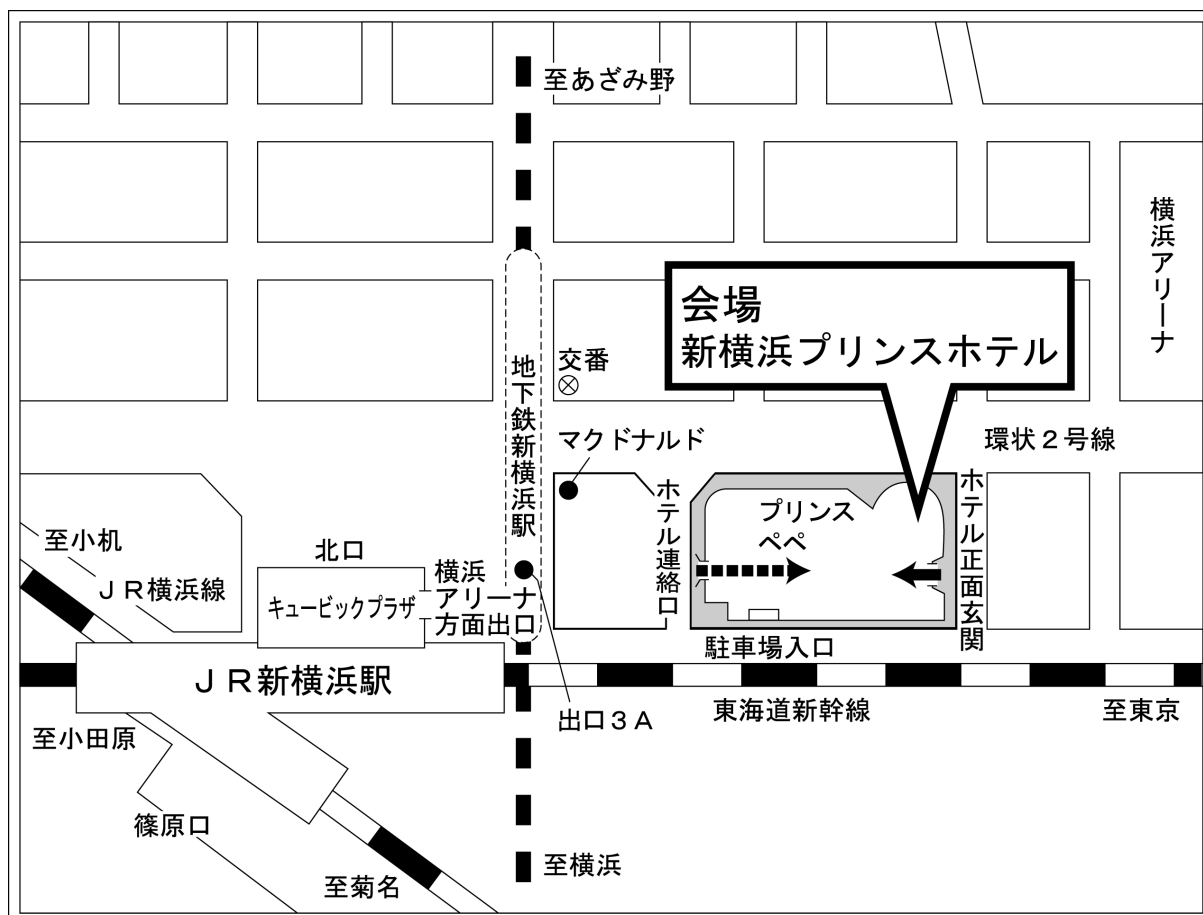 至あざみ野
横浜アリーナ
会場
新横浜プリンスホテル
交番
地下鉄新横浜駅
マクドナルド
環状２号線
ホテル連絡口
プリンス
ペペ
ホテル正面玄関
至小机
ＪＲ横浜線
北口
キュービックプラザ
横浜
アリーナ
方面出口
駐車場入口
ＪＲ新横浜駅
出口３Ａ
東海道新幹線
至東京
至小田原
篠原口
至菊名
至横浜